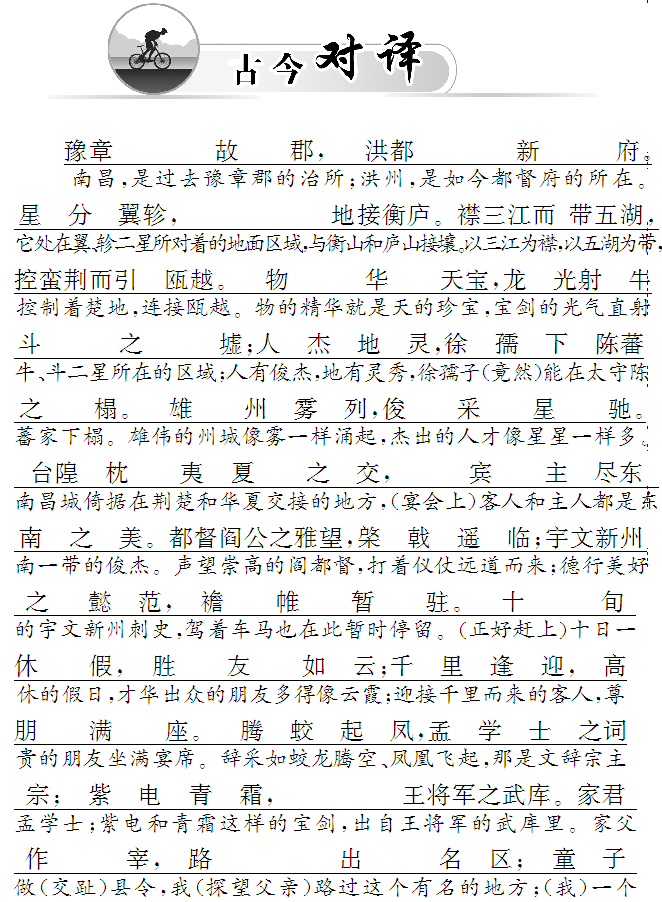 古今对译
豫章故郡，洪都新府。
南昌，是过去豫章郡的治所；洪州，是如今都督府的所在。
星分翼轸，地接衡庐。襟三江而带五湖，
它处在翼、轸二星所对着的地面区域，与衡山和庐山接壤。以三江为襟，以五湖为带，
控蛮荆而引瓯越。物华天宝，龙光射牛
控制着楚地，连接瓯越。物的精华就是天的珍宝，宝剑的光气直射
斗之墟；人杰地灵，徐孺下陈蕃
牛、斗二星所在的区域；人有俊杰，地有灵秀，徐孺子（竟然）能在太守陈
之榻。雄州雾列，俊采星驰。
蕃家下榻。雄伟的州城像雾一样涌起，杰出的人才像星星一样多。
台隍枕夷夏之交，宾主尽东
南昌城倚据在荆楚和华夏交接的地方，（宴会上）客人和主人都是东
南之美。都督阎公之雅望，棨戟遥临；宇文新州
南一带的俊杰。声望崇高的阎都督，打着仪仗远道而来；德行美好
之懿范，襜帷暂驻。十旬
的宇文新州刺史，驾着车马也在此暂时停留。（正好赶上）十日一
休假，胜友如云；千里逢迎，高
休的假日，才华出众的朋友多得像云霞；迎接千里而来的客人，尊
朋满座。腾蛟起凤，孟学士之词
贵的朋友坐满宴席。辞采如蛟龙腾空、凤凰飞起，那是文辞宗主
宗；紫电青霜，王将军之武库。家君
孟学士；紫电和青霜这样的宝剑，出自王将军的武库里。家父
作宰，路出名区；童子
做（交趾）县令，我（探望父亲）路过这个有名的地方；（我）一个